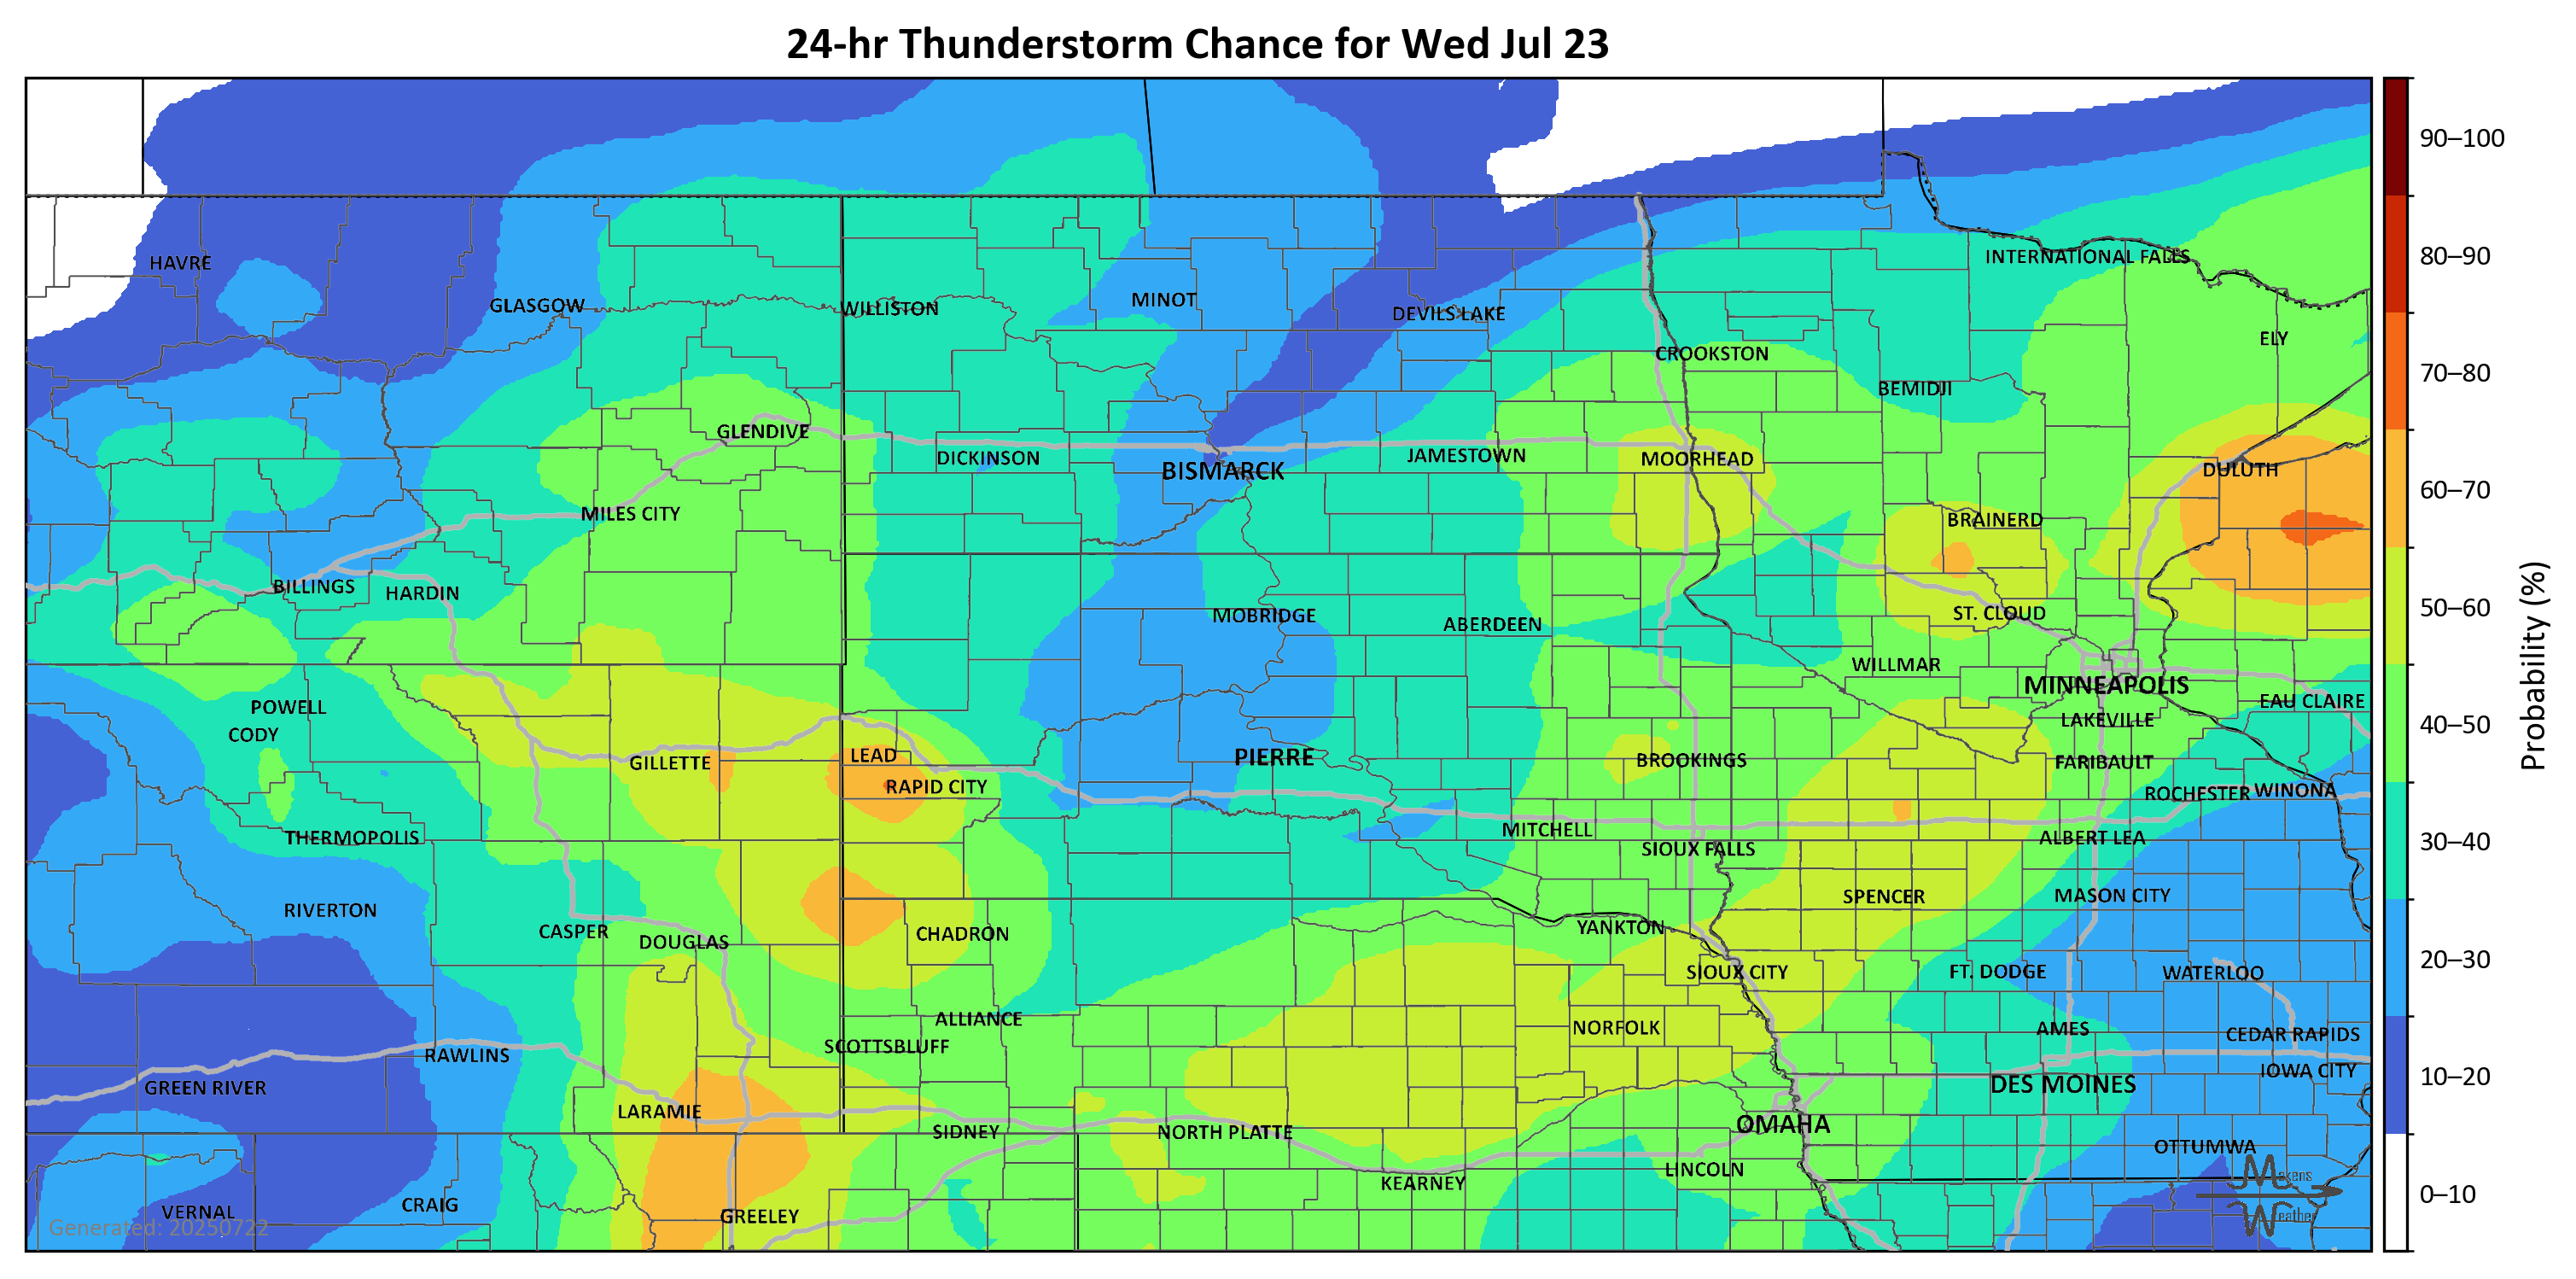 24-hr Thunderstorm Chance for Wed Jul 23
90–100
80–90
70–80
60–70
50–60
40–50
30–40
20–30
10–20
0–10
Probability (%)
HAVRE
GLASGOW
WILLISTON
MINOT
DEVILS LAKE
INTERNATIONAL FALLS
ELY
CROOKSTON
BEMIDJI
GLENDIVE
DICKINSON
BISMARCK
JAMESTOWN
MOORHEAD
DULUTH
MILES CITY
BRAINERD
BILLINGS
HARDIN
MOBRIDGE
ABERDEEN
ST. CLOUD
WILLMAR
MINNEAPOLIS
EAU CLAIRE
POWELL
CODY
LAKEVILLE
GILLETTE
LEAD
PIERRE
BROOKINGS
FARIBAULT
RAPID CITY
ROCHESTER
WINONA
THERMOPOLIS
MITCHELL
ALBERT LEA
SIOUX FALLS
RIVERTON
SPENCER
MASON CITY
CASPER
DOUGLAS
CHADRON
YANKTON
SIOUX CITY
FT. DODGE
WATERLOO
ALLIANCE
NORFOLK
AMES
CEDAR RAPIDS
SCOTTSBLUFF
RAWLINS
IOWA CITY
GREEN RIVER
DES MOINES
LARAMIE
OMAHA
SIDNEY
NORTH PLATTE
OTTUMWA
LINCOLN
KEARNEY
VERNAL
CRAIG
GREELEY
Generated: 20250722
Makens
Weather